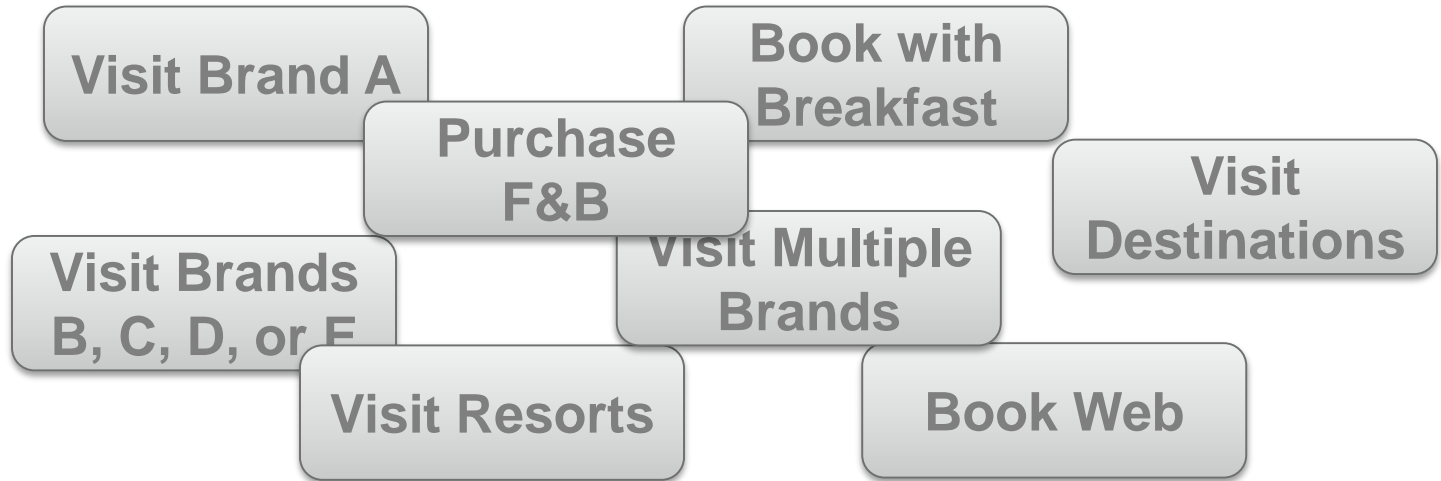 Visit Brand A
Book with
Breakfast
Purchase
F&B
Visit
Destinations
Visit Multiple
Brands
Visit Brands
B, C, D, or E
Visit Resorts
Book Web